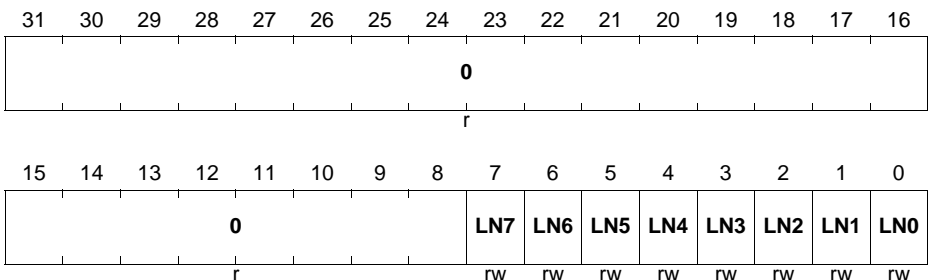 31 30 29 28 27 26 25 24 23 22 21 20 19 18 17 16
0
r
15 14 13 12 11 10 9 8 7 6 5 4 3 2 1 0
0 LN7 LN6 LN5 LN4 LN3 LN2 LN1 LN0
r rw rw rw rw rw rw rw rw